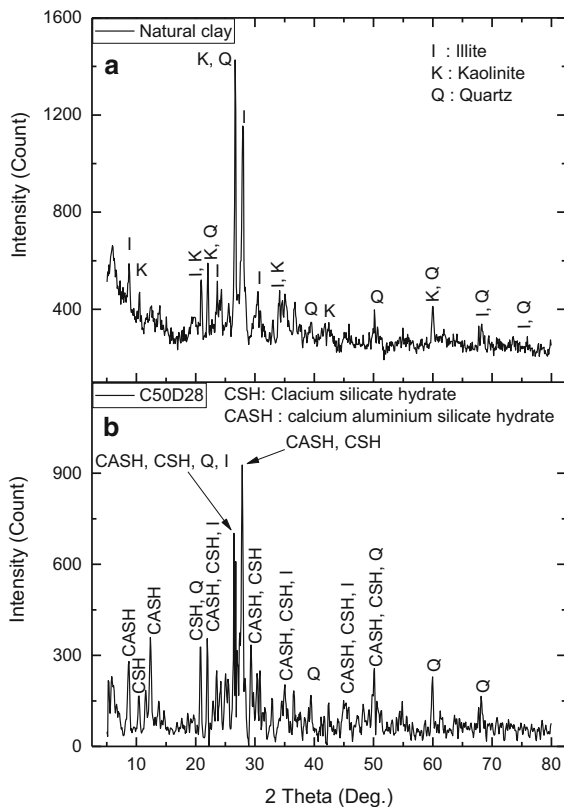 Natural clay
a
K, Q
I : Illite
K : Kaolinite
Q : Quartz
I
I
K
I, K
K, Q
I
I
I, K
Q
K
Q
K, Q
I, Q
I, Q
1600
1200
800
400
Intensity (Count)
C50D28
b
CSH: Clacium silicate hydrate
CASH : calcium aluminium silicate hydrate
CASH, CSH
CASH, CSH, Q, I
CASH
CSH
CASH
CSH, Q
CASH, CSH, I
CASH, CSH
CASH, CSH, I
Q
CASH, CSH, I
CASH, CSH, Q
Q
Q
900
600
300
0
Intensity (Count)
10 20 30 40 50 60 70 80
2 Theta (Deg.)